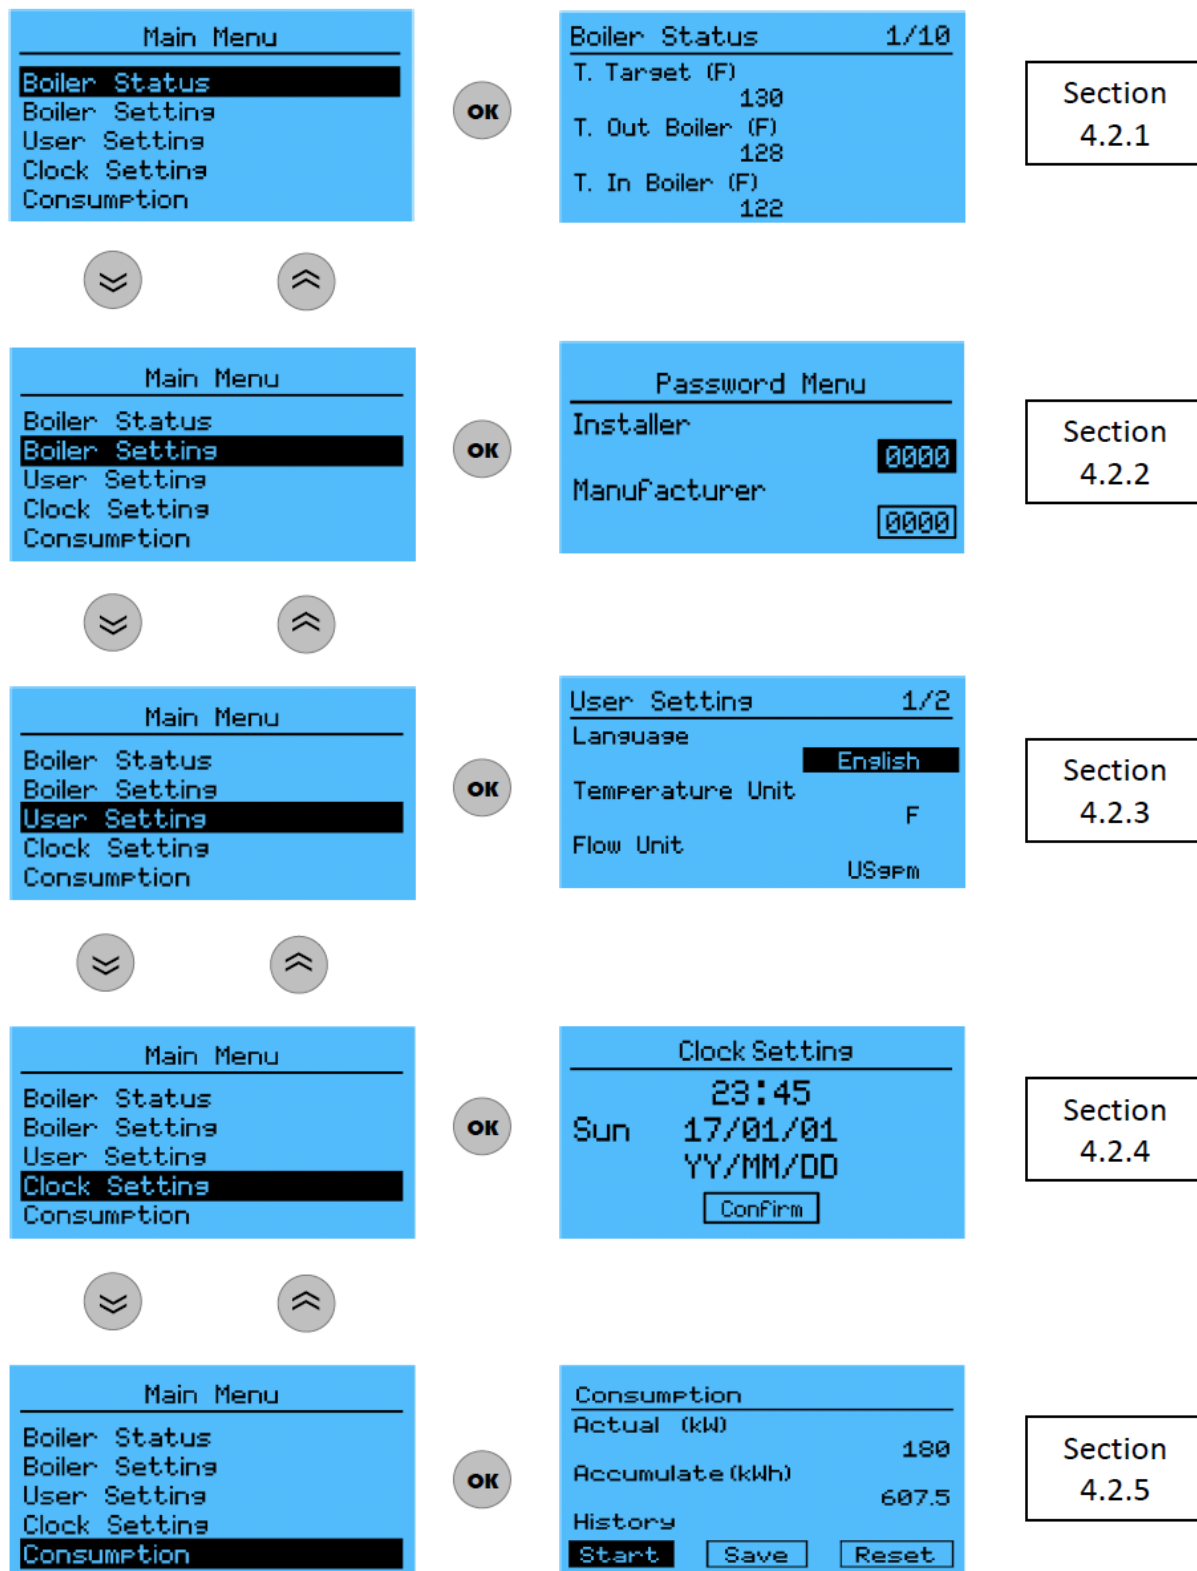 Main Menu
Boiler Status
Boiler Setting
User Setting
Clock Setting
Consumption
OK
Boiler Status 1/10
T. Target (F)
130
T. Out Boiler (F)
128
T. In Boiler (F)
122
Section
4.2.1
Main Menu
Boiler Status
Boiler Setting
User Setting
Clock Setting
Consumption
OK
Password Menu
Installer
0000
Manufacturer
0000
Section
4.2.2
Main Menu
Boiler Status
Boiler Setting
User Setting
Clock Setting
Consumption
OK
User Setting 1/2
Language
English
Temperature Unit
F
Flow Unit
USgpm
Section
4.2.3
Main Menu
Boiler Status
Boiler Setting
User Setting
Clock Setting
Consumption
OK
Clock Setting
23:45
Sun 17/01/01
YY/MM/DD
Confirm
Section
4.2.4
Main Menu
Boiler Status
Boiler Setting
User Setting
Clock Setting
Consumption
OK
Consumption
Actual (kW)
180
Accumulate (kWh)
607.5
History
Start Save Reset
Section
4.2.5